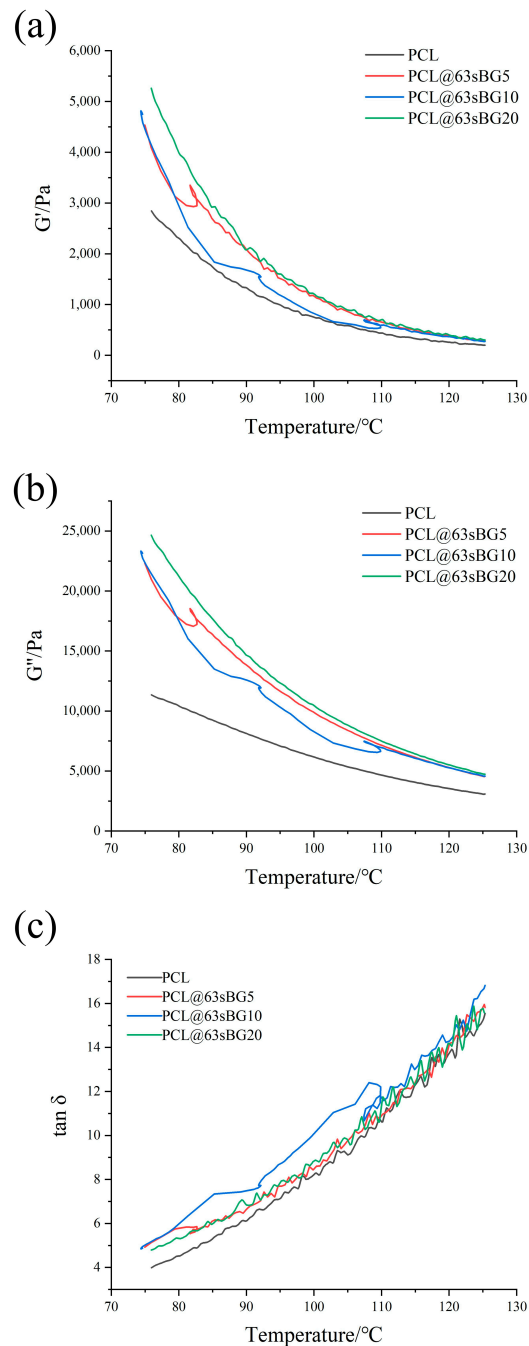 (a)
6,000
5,000
4,000
3,000
2,000
1,000
0
G'/Pa
PCL
PCL@63sBG5
PCL@63sBG10
PCL@63sBG20
70 80 90 100 110 120 130
Temperature/℃
(b)
25,000
20,000
15,000
10,000
5,000
0
G"/Pa
PCL
PCL@63sBG5
PCL@63sBG10
PCL@63sBG20
70 80 90 100 110 120 130
Temperature/℃
(c)
18
16
14
12
10
8
6
4
tan δ
PCL
PCL@63sBG5
PCL@63sBG10
PCL@63sBG20
70 80 90 100 110 120 130
Temperature/℃